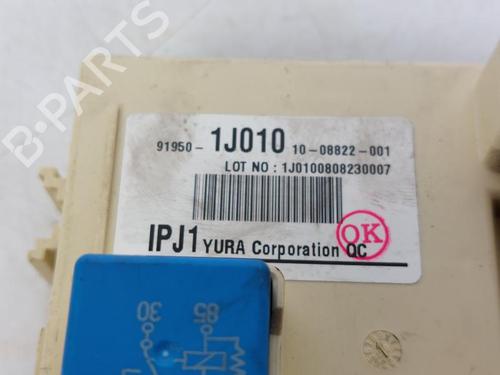 91950- 1J010 10-08822-001
LOT NO : 1J0100808230007
IPJ1 YURA Corporation QC
OK
30
85
B-PARTS